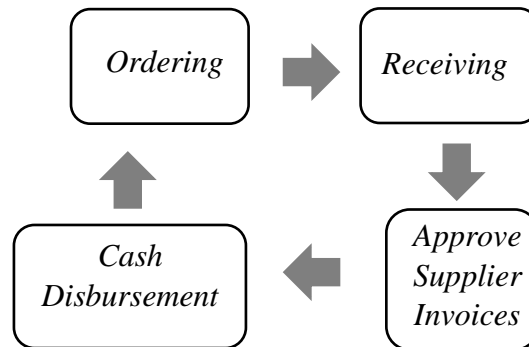 Ordering
Receiving
Cash
Disbursement
Approve
Supplier
Invoices